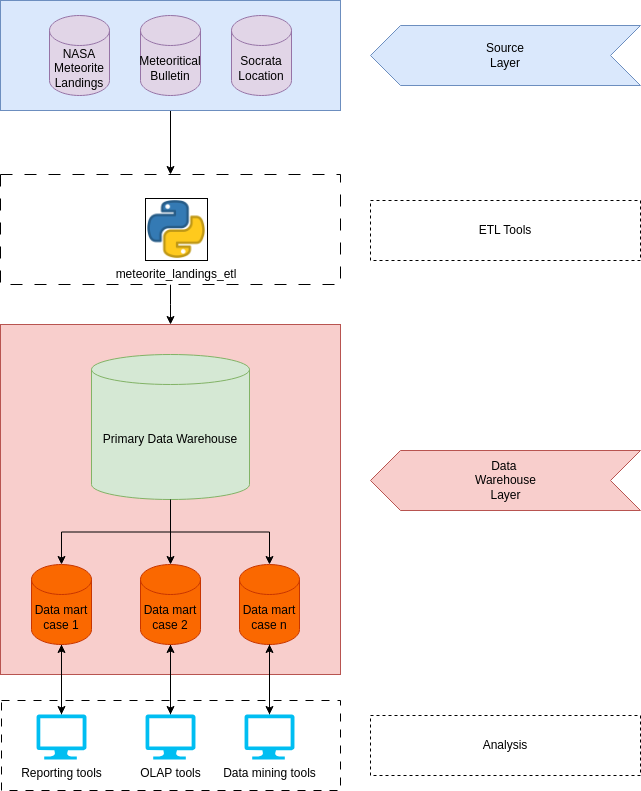 NASA
Meteorite
Landings
Meteoritical
Bulletin
Socrata
Location
Source
Layer
meteorite_landings_etl
ETL Tools
Primary Data Warehouse
Data
Warehouse
Layer
Data mart
case 1
Data mart
case 2
Data mart
case n
Reporting tools
OLAP tools
Data mining tools
Analysis